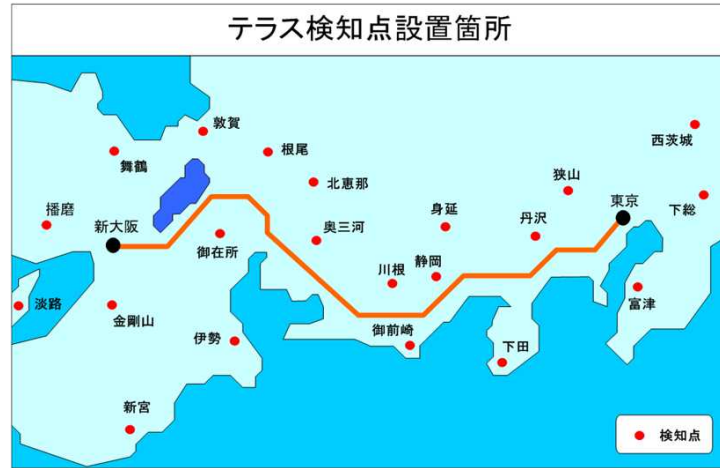 テラス検知点設置箇所
西茨城
敦賀
舞鶴
根尾
狭山
北恵那
東京
下総
播磨
新大阪
身延
丹沢
御在所
奥三河
静岡
川根
淡路
金剛山
富津
伊勢
御前崎
下田
新宮
検知点